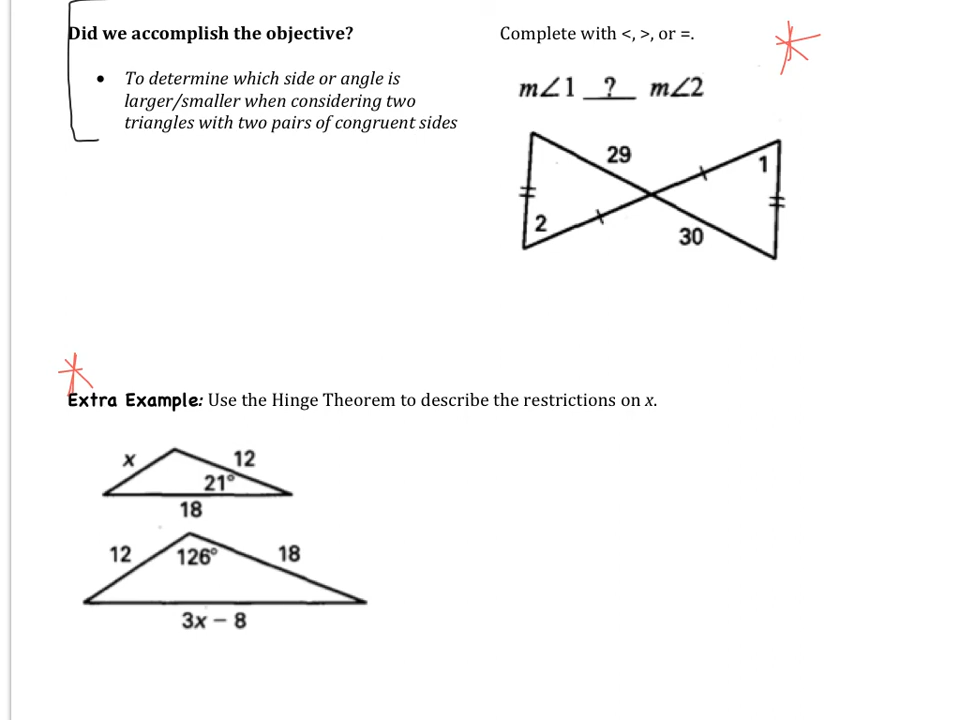 Did we accomplish the objective?
• To determine which side or angle is
larger/smaller when considering two
triangles with two pairs of congruent sides
Complete with <, >, or =.
m∠1 ? m∠2
29
1
2
30
Extra Example: Use the Hinge Theorem to describe the restrictions on x.
x
12
21°
18
12
126°
18
3x − 8